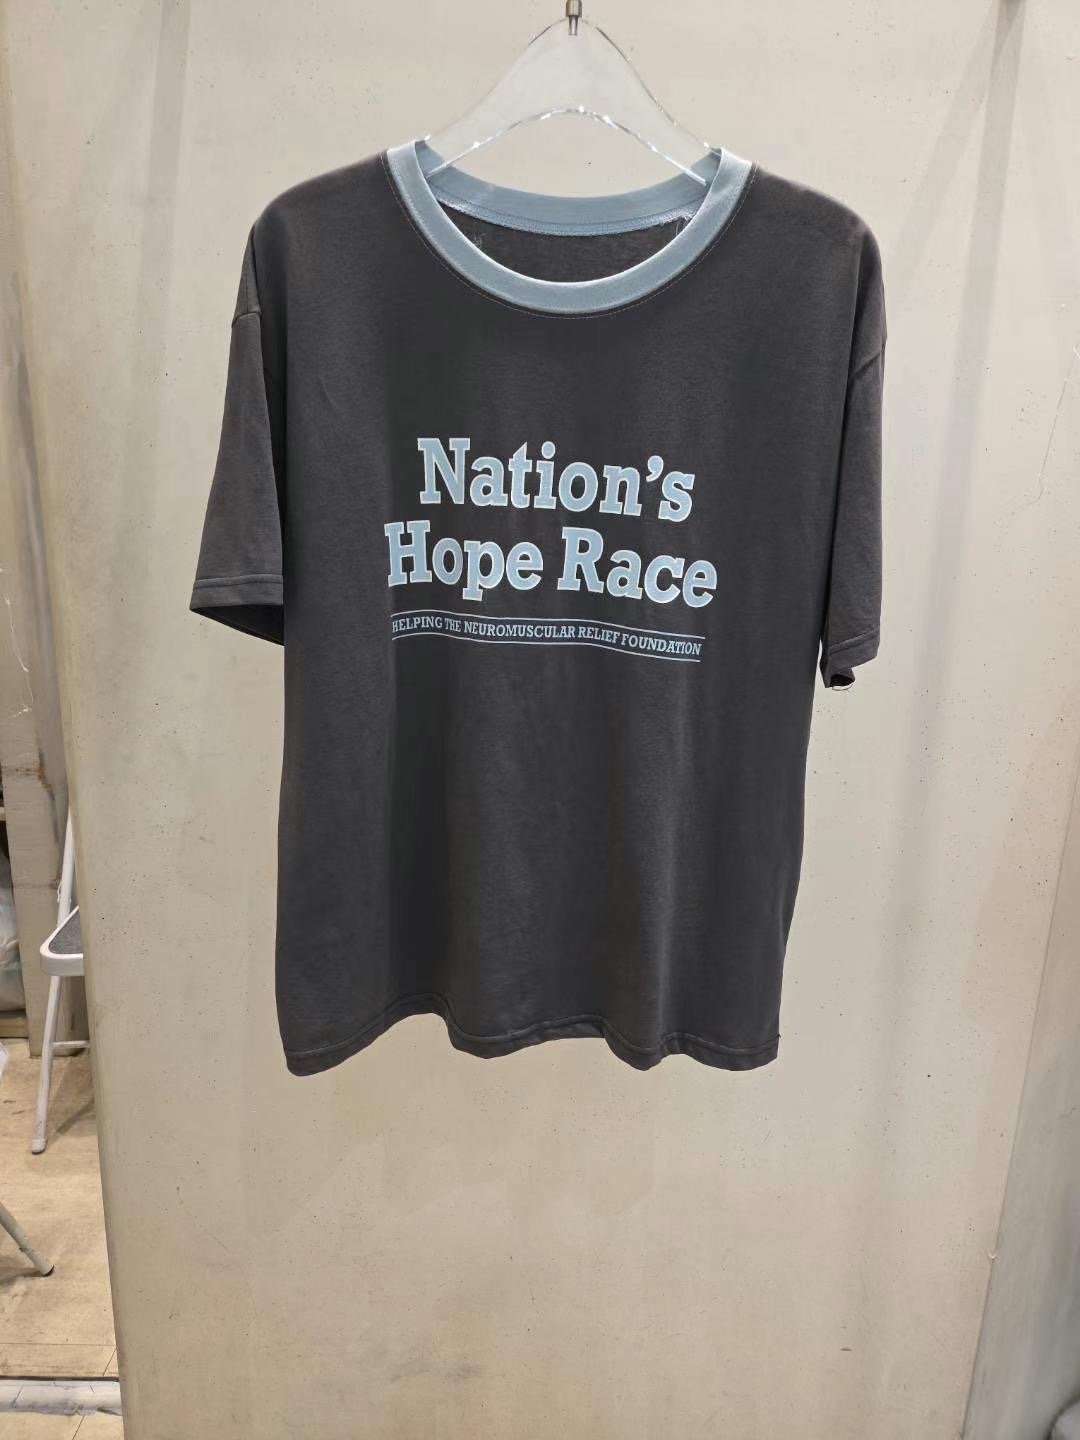 Nation's
Hope Race
HELPING THE NEUROMUSCULAR RELIEF FOUNDATION